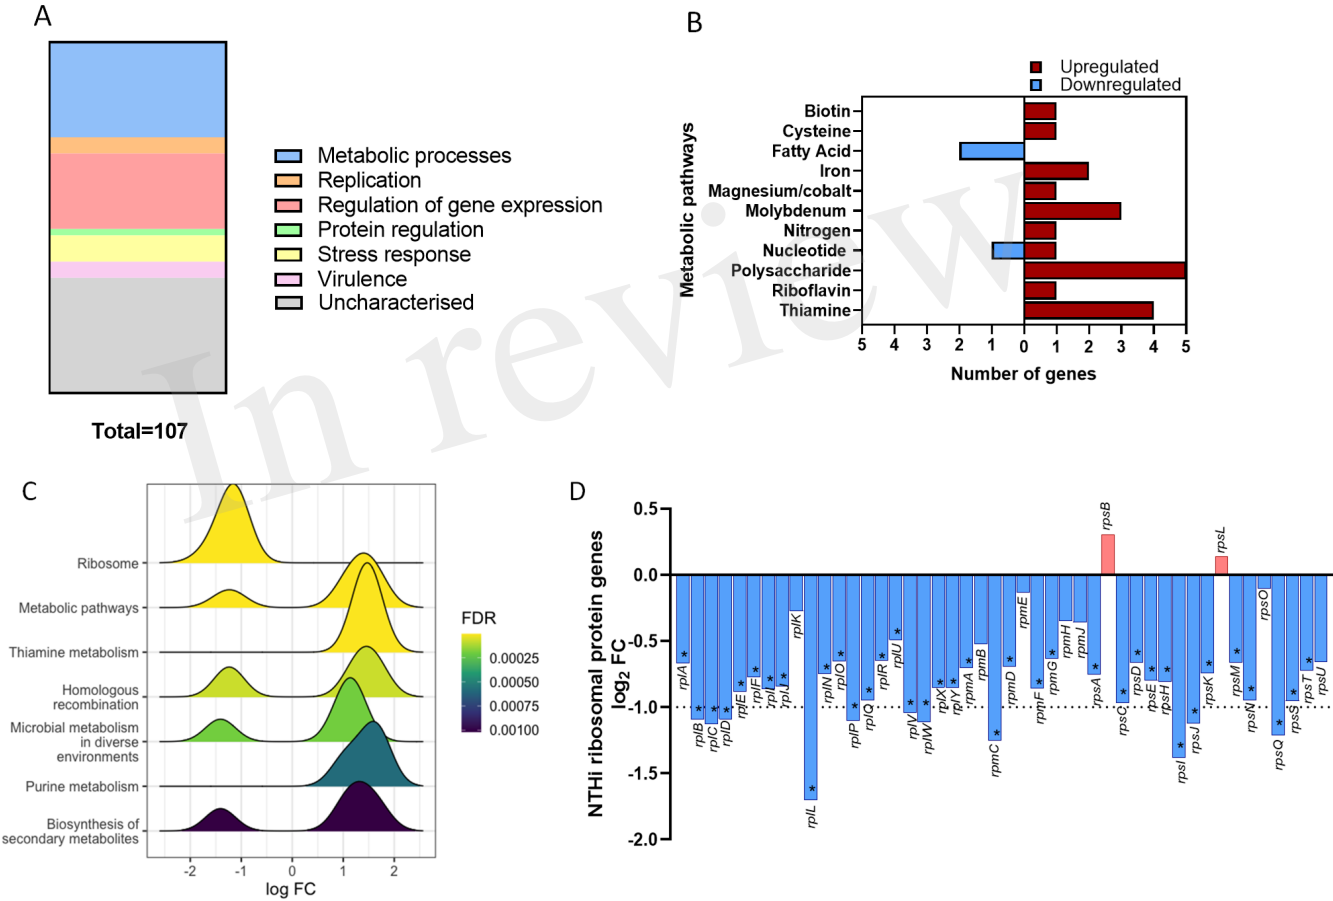 A
Metabolic processes
Replication
Regulation of gene expression
Protein regulation
Stress response
Virulence
Uncharacterised
Total=107
B
Upregulated
Downregulated
Metabolic pathways
Biotin
Cysteine
Fatty Acid
Iron
Magnesium/cobalt
Molybdenum
Nitrogen
Nucleotide
Polysaccharide
Riboflavin
Thiamine
5 4 3 2 1 0 1 2 3 4 5
Number of genes
In review
C
Ribosome
Metabolic pathways
Thiamine metabolism
Homologous
recombination
Microbial metabolism
in diverse
environments
Purine metabolism
Biosynthesis of
secondary metabolites
-2 -1 0 1 2
log FC
FDR
0.00025
0.00050
0.00075
0.00100
D
NTHi ribosomal protein genes
log2 FC
0.5
0.0
-0.5
-1.0
-1.5
-2.0
rplA
rplB
rplC
rplD
rplE
rplF
rplI
rplJ
rplK
rplL
rplN
rplO
rplP
rplQ
rplR
rplU
rplV
rplW
rplX
rplY
rpmA
rpmB
rpmC
rpmD
rpmE
rpmF
rpmG
rpmH
rpmJ
rpsA
rpsB
rpsC
rpsD
rpsE
rpsH
rpsI
rpsJ
rpsK
rpsL
rpsM
rpsN
rpsO
rpsQ
rpsS
rpsT
rpsU